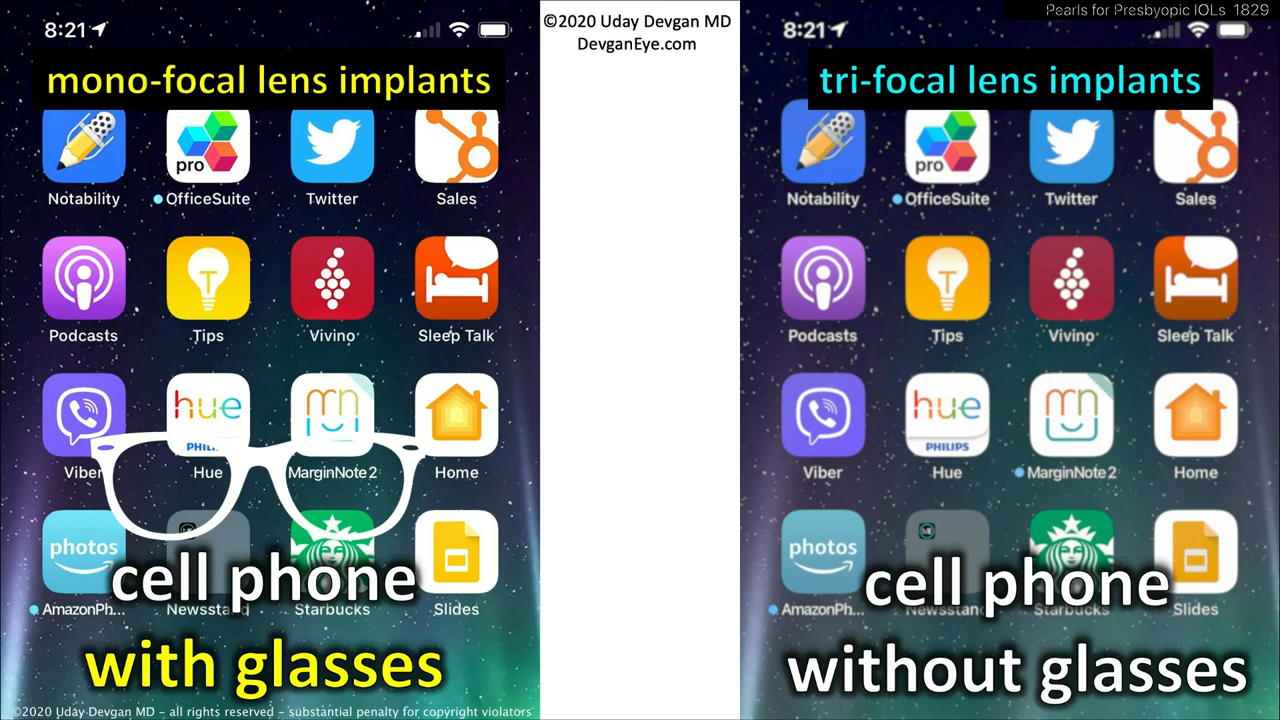 8:21
mono-focal lens implants
pro
Notability
OfficeSuite
Twitter
Sales
T
Podcasts
Tips
Vivino
Sleep Talk
hue
PHIL
mn
Viber
Hue
MarginNote 2
Home
photos
AmazonPh...
Newsstand
Starbucks
Slides
cell phone
with glasses
©2020 Uday Devgan MD – all rights reserved – substantial penalty for copyright violators
©2020 Uday Devgan MD
DevganEye.com
Pearls for Presbyopic IOLs 1829
8:21
tri-focal lens implants
pro
Notability
OfficeSuite
Twitter
Sales
T
Podcasts
Tips
Vivino
Sleep Talk
hue
PHILIPS
mn
Viber
Hue
MarginNote 2
Home
photos
AmazonPh...
Newsstand
Starbucks
Slides
cell phone
without glasses